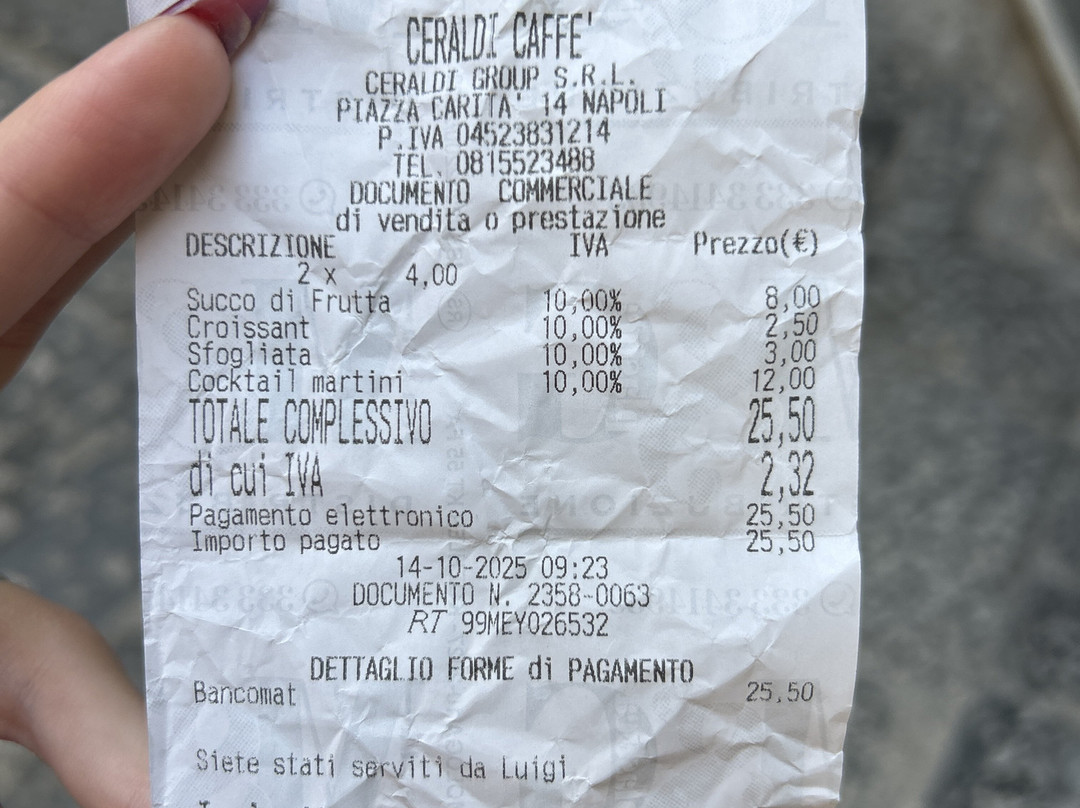 CERALDI CAFFE'
CERALDI GROUP S.R.L.
PIAZZA CARITA' 14 NAPOLI
P.IVA 04523831214
TEL. 0815523488
DOCUMENTO COMMERCIALE
di vendita o prestazione
DESCRIZIONE IVA Prezzo(€)
2 x 4,00
Succo di Frutta 10,00% 8,00
Croissant 10,00% 2,50
Sfogliata 10,00% 3,00
Cocktail martini 10,00% 12,00
TOTALE COMPLESSIVO 25,50
di cui IVA 2,32
Pagamento elettronico 25,50
Importo pagato 25,50
14-10-2025 09:23
DOCUMENTO N. 2358-0063
RT 99MEY026532
DETTAGLIO FORME di PAGAMENTO
Bancomat 25,50
Siete stati serviti da Luigi